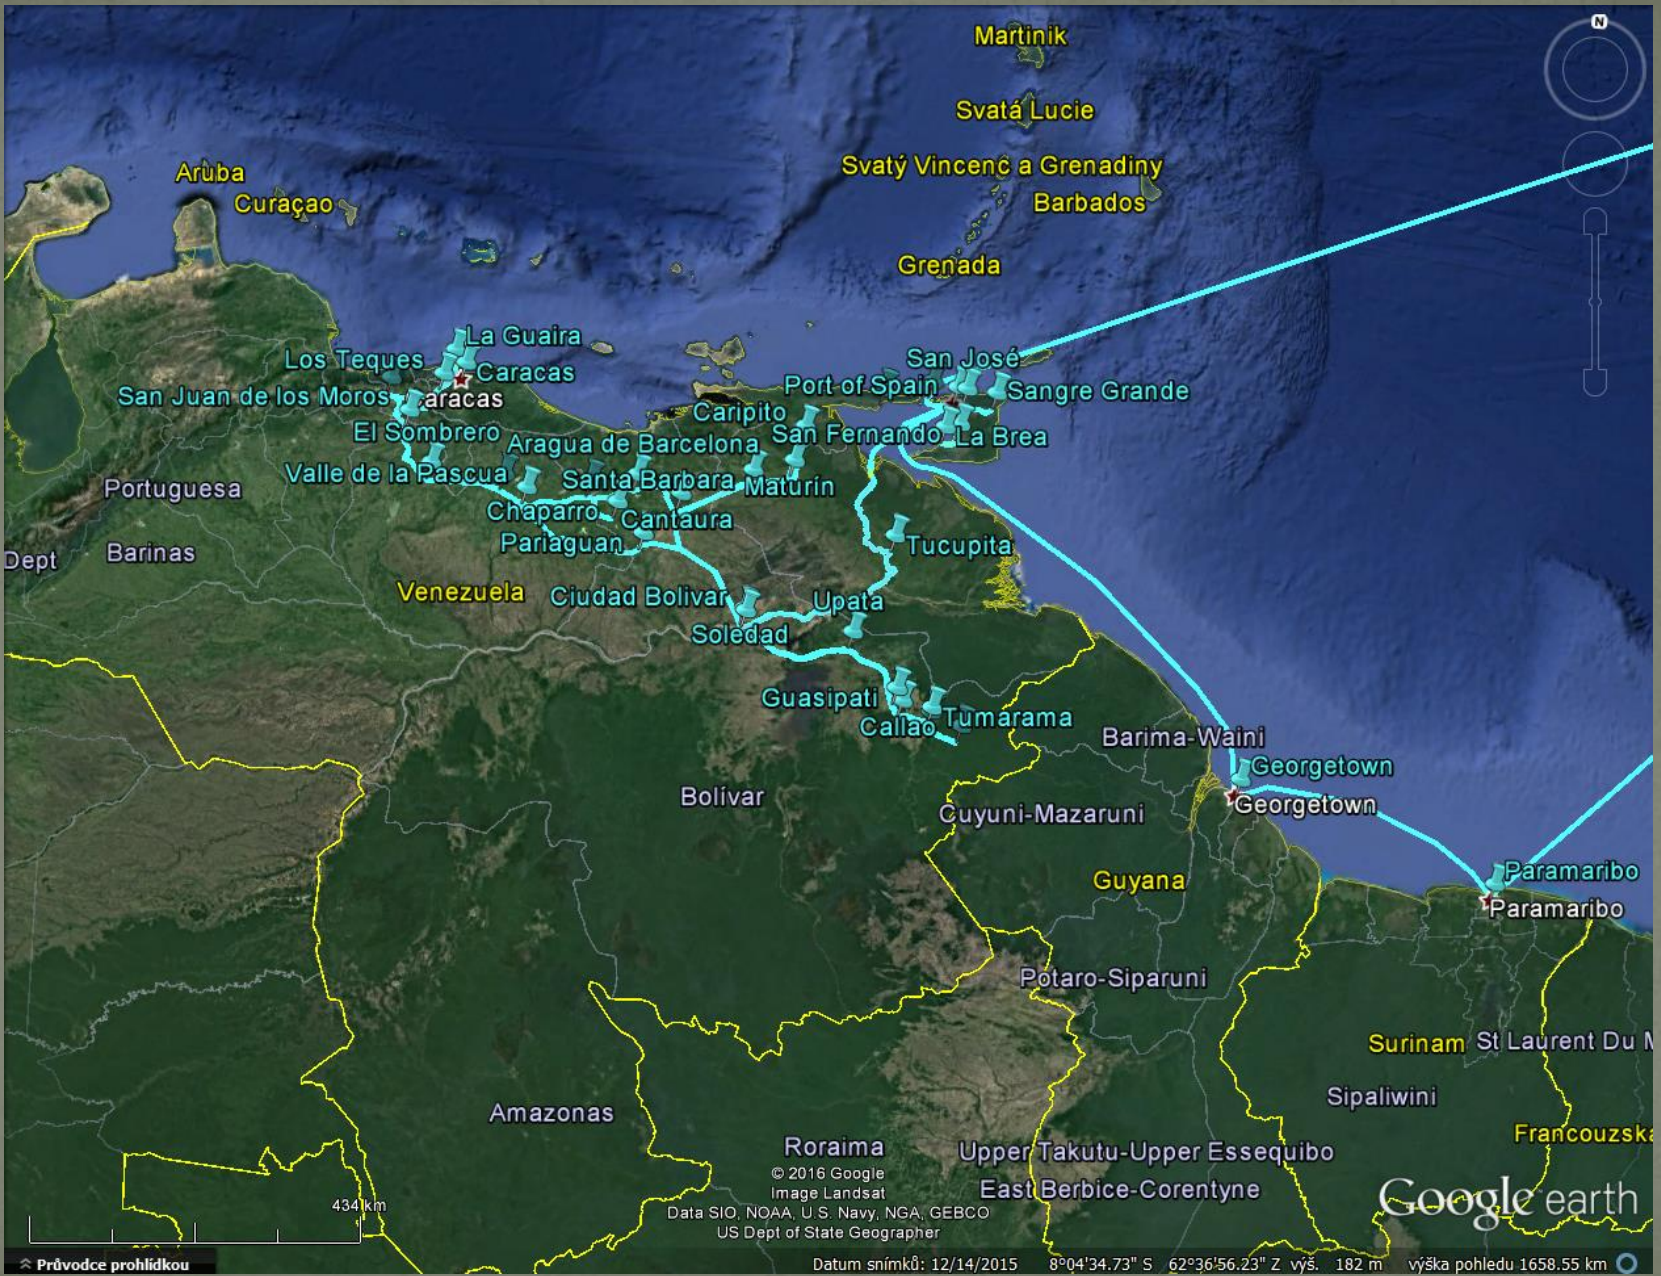 N
Martinik
Svatá Lucie
Svatý Vincenc a Grenadiny
Aruba
Curaçao
Barbados
Grenada
La Guaira
San José
Los Teques
Caracas
Port of Spain
Sangre Grande
San Juan de los Moros
Caracas
Caripito
El Sombrero
Aragua de Barcelona
San Fernando
La Brea
Valle de la Pascua
Santa Barbara
Maturín
Portuguesa
Chaparro
Cantaura
Pariaguan
Tucupita
Dept
Barinas
Venezuela
Ciudad Bolivar
Upata
Soledad
Guasipati
Callao
Tumarama
Barima-Waini
Georgetown
Bolívar
Georgetown
Cuyuni-Mazaruni
Guyana
Paramaribo
Paramaribo
Potaro-Siparuni
Surinam
St Laurent Du M
Sipaliwini
Amazonas
Francouzska
Roraima
Upper Takutu-Upper Essequibo
© 2016 Google
Image Landsat
East Berbice-Corentyne
434 km
Data SIO, NOAA, U.S. Navy, NGA, GEBCO
US Dept of State Geographer
Google earth
Průvodce prohlídkou
Datum snímků: 12/14/2015 8°04'34.73" S 62°36'56.23" Z výš. 182 m výška pohledu 1658.55 km